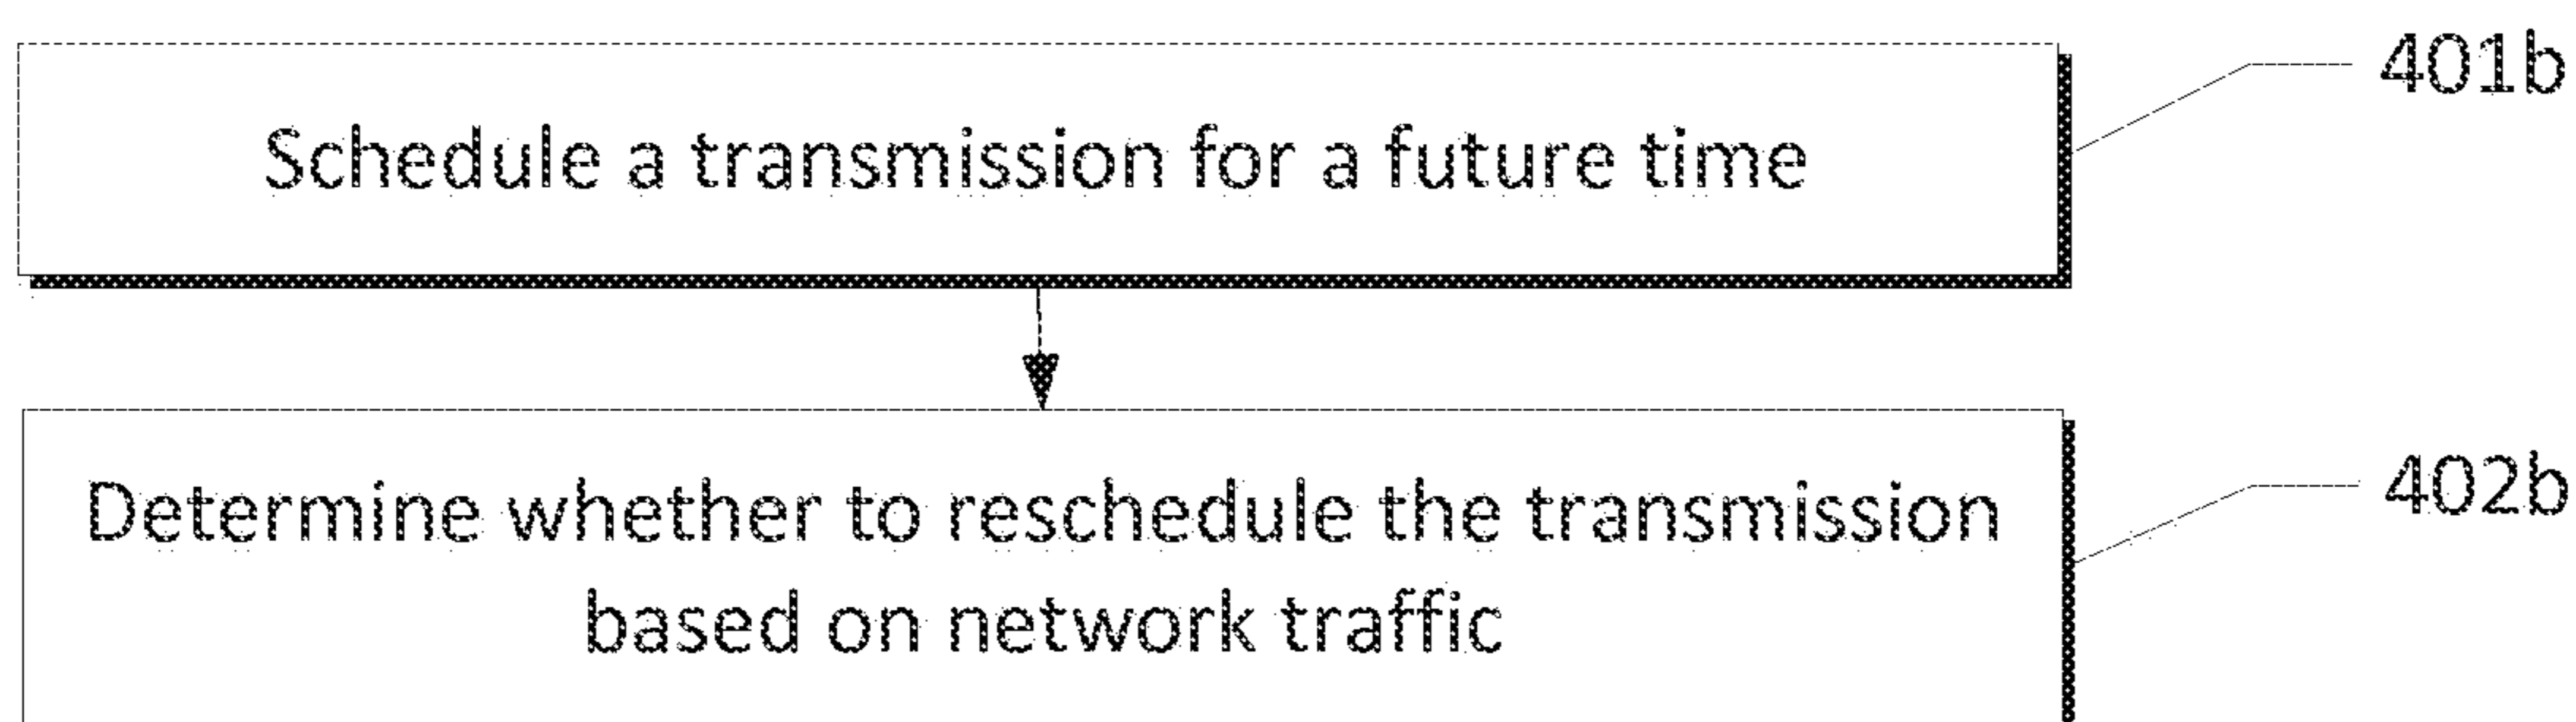 Schedule a transmission for a future time
401b
Determine whether to reschedule the transmission
based on network traffic
402b